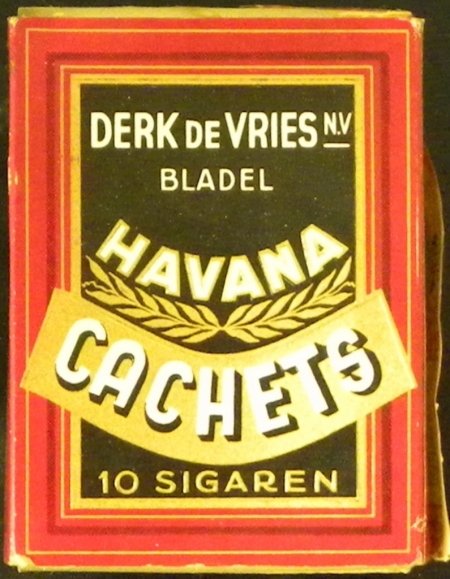 DERK DE VRIES N.V
BLADEL
HAVANA
CACHETS
10 SIGAREN